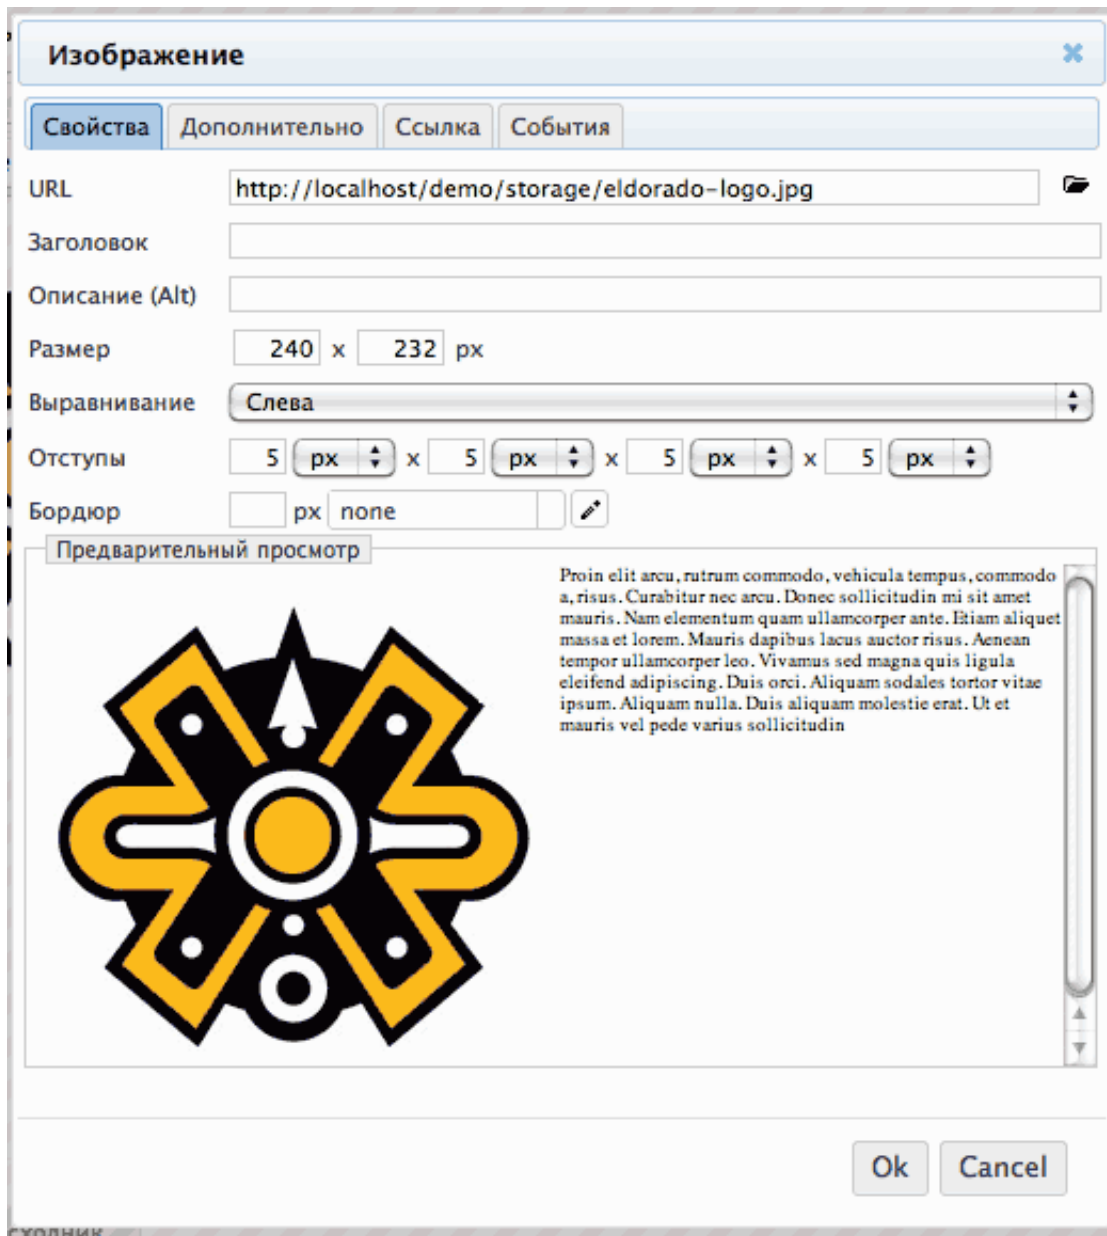 Изображение
Свойства Дополнительно Ссылка События
URL http://localhost/demo/storage/eldorado-logo.jpg
Заголовок
Описание (Alt)
Размер 240 x 232 px
Выравнивание Слева
Отступы 5 px x 5 px x 5 px x 5 px
Бордюр px none
Предварительный просмотр
Proin elit arcu, rutrum commodo, vehicula tempus, commodo
a, risus. Curabitur nec arcu. Donec sollicitudin mi sit amet
mauris. Nam elementum quam ullamcorper ante. Etiam aliquet
massa et lorem. Mauris dapibus lacus auctor risus. Aenean
tempor ullamcorper leo. Vivamus sed magna quis ligula
eleifend adipiscing. Duis orci. Aliquam sodales tortor vitae
ipsum. Aliquam nulla. Duis aliquam molestie erat. Ut et
mauris vel pede varius sollicitudin
Ok Cancel